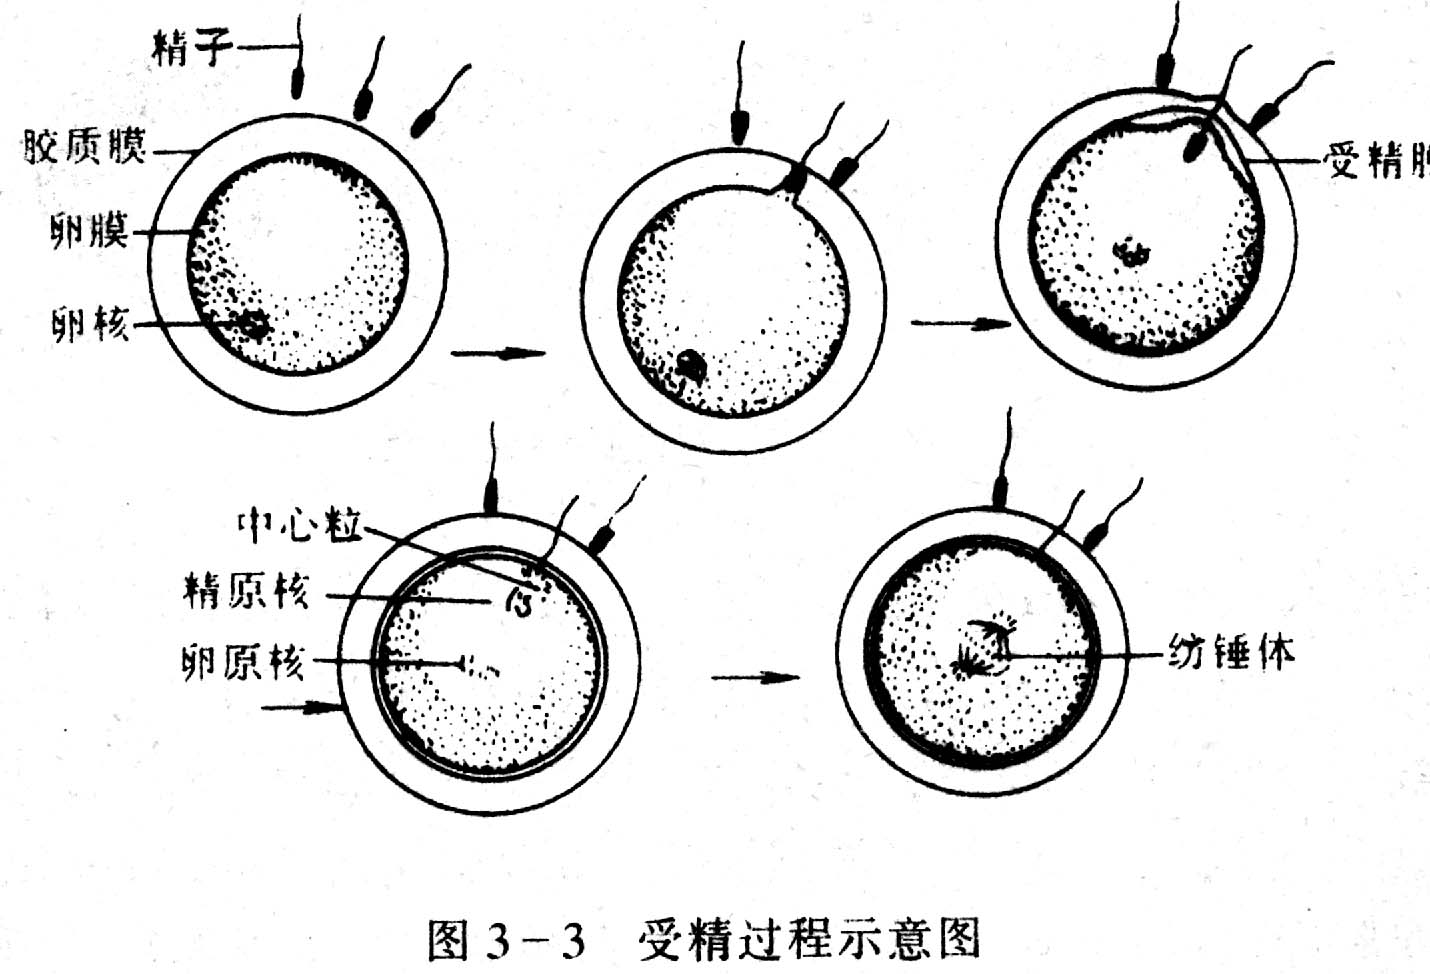 精子
胶质膜
卵膜
卵核
受精
中心粒
精原核
卵原核
纺锤体
图 3-3 受精过程示意图